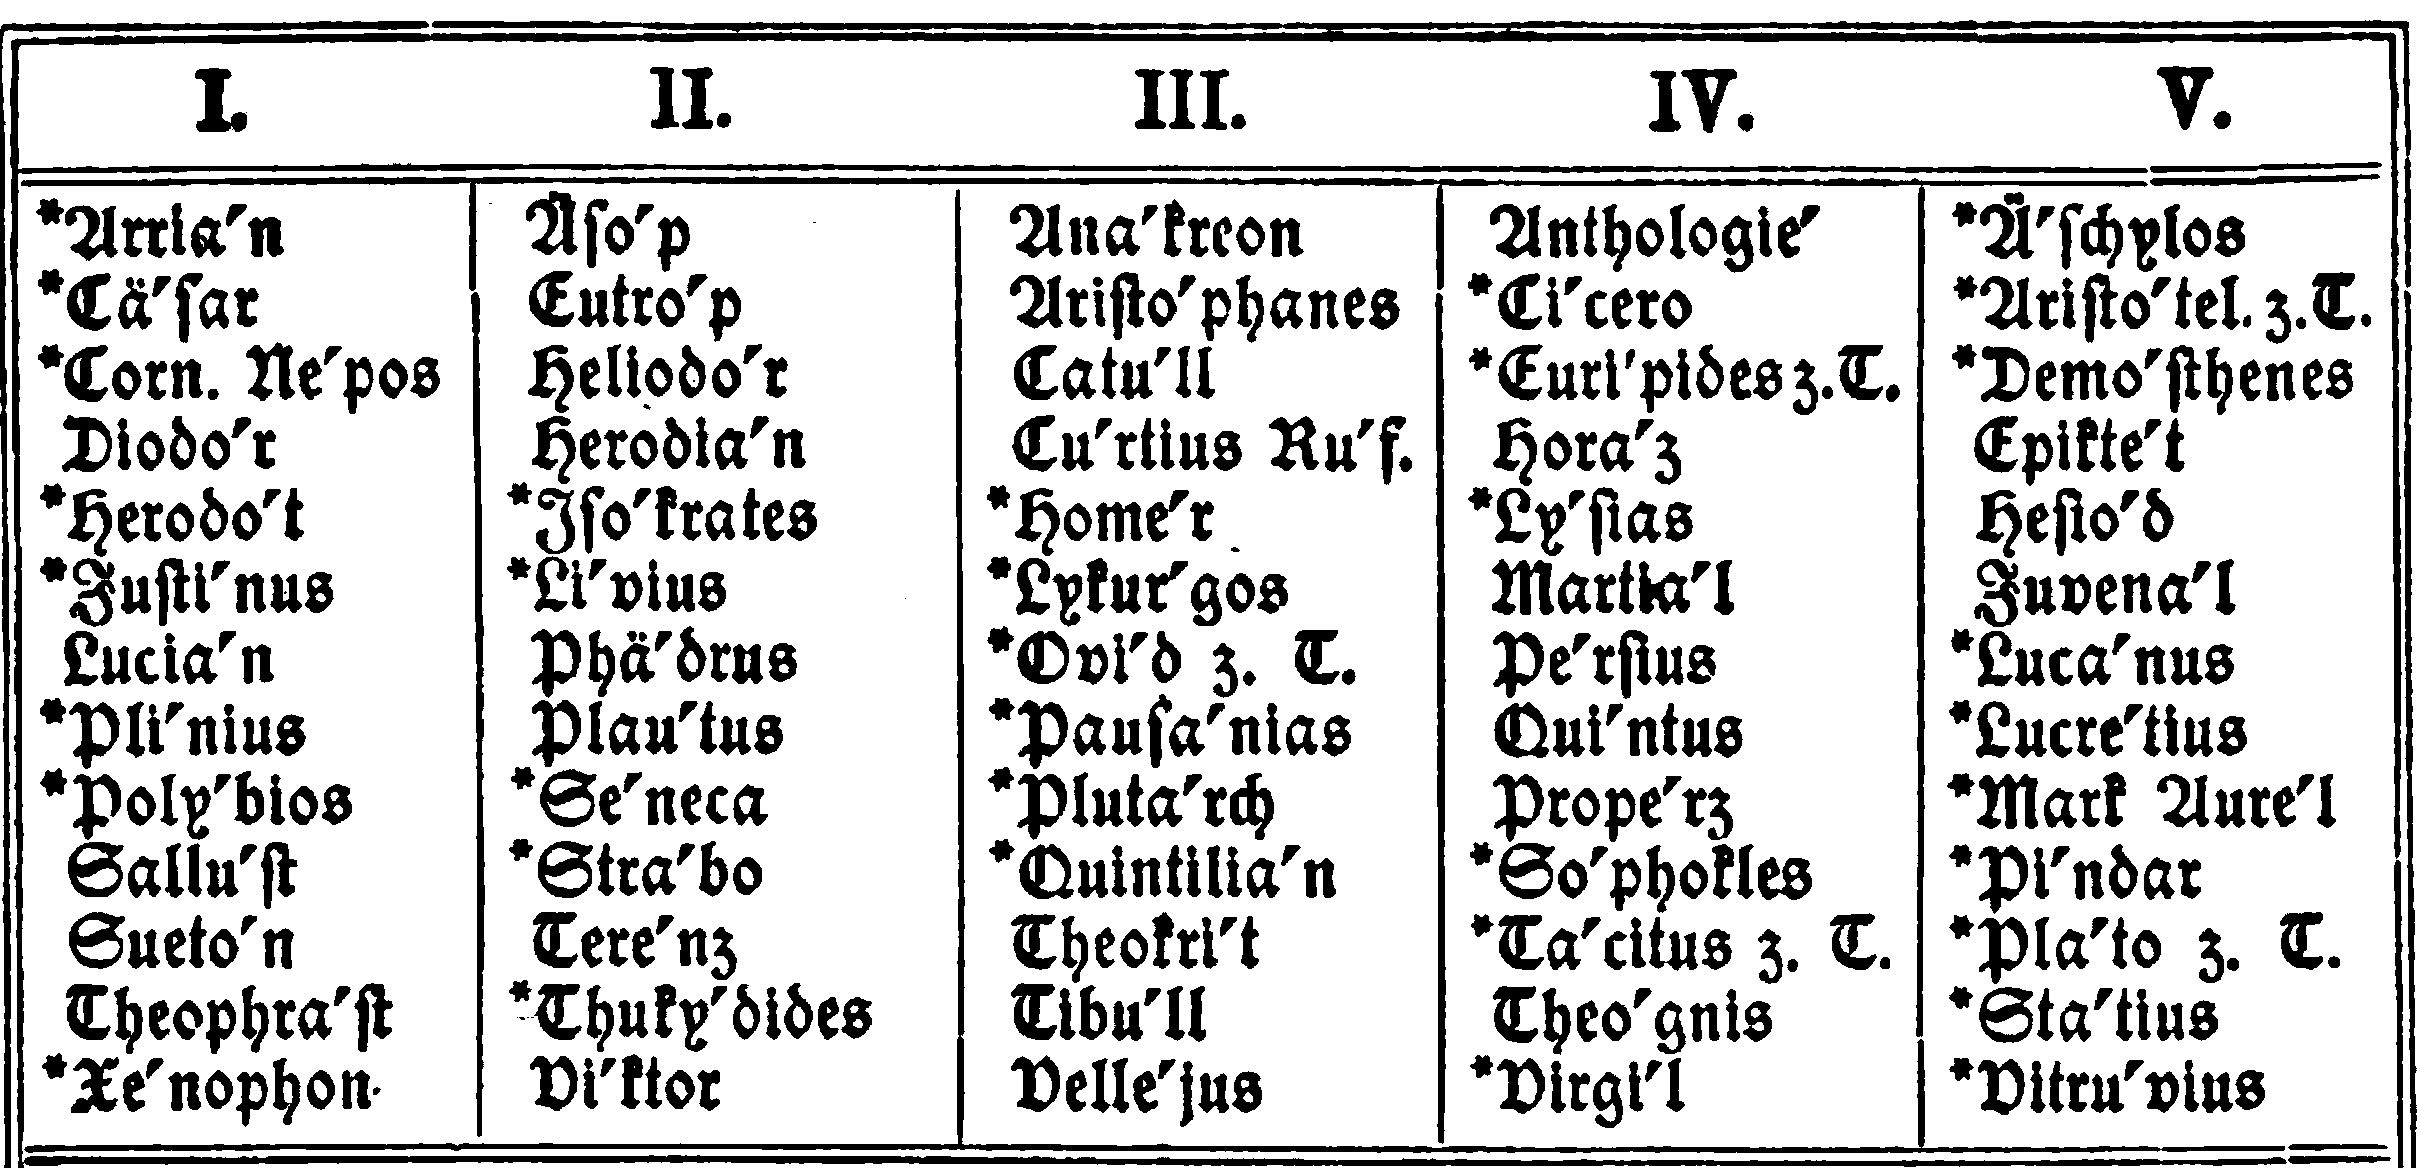 I. II. III. IV. V.
*Arria′n Äſo′p Ana′kreon Anthologie′ *Ä′ſchylos
*Cä′ſar Eutro′p Ariſto′phanes *Ci′cero *Ariſto′tel. z. T.
*Corn. Ne′pos Heliodo′r Catu′ll *Euri′pides z. T. *Demo′ſthenes
Diodo′r Herodia′n Cu′rtius Ru′f. Hora′z Epikte′t
*Herodo′t *Iſo′krates *Home′r *Ly′ſias Heſio′d
*Juſti′nus *Li′vius *Lykur′gos Martia′l Juvena′l
Lucia′n Phä′drus *Ovi′d z. T. Pe′rſius *Luca′nus
*Pli′nius Plau′tus *Pauſa′nias Qui′ntus *Lucre′tius
*Poly′bios *Se′neca *Pluta′rch Prope′rz *Mark Aure′l
Sallu′ſt *Stra′bo *Quintilia′n *So′phokles *Pi′ndar
Sueto′n Tere′nz Theokri′t *Ta′citus z. T. *Pla′to z. T.
Theophra′ſt *Thuky′dides Tibu′ll Theo′gnis *Sta′tius
*Xe′nophon Vi′ktor Velle′jus *Virgi′l *Vitru′vius